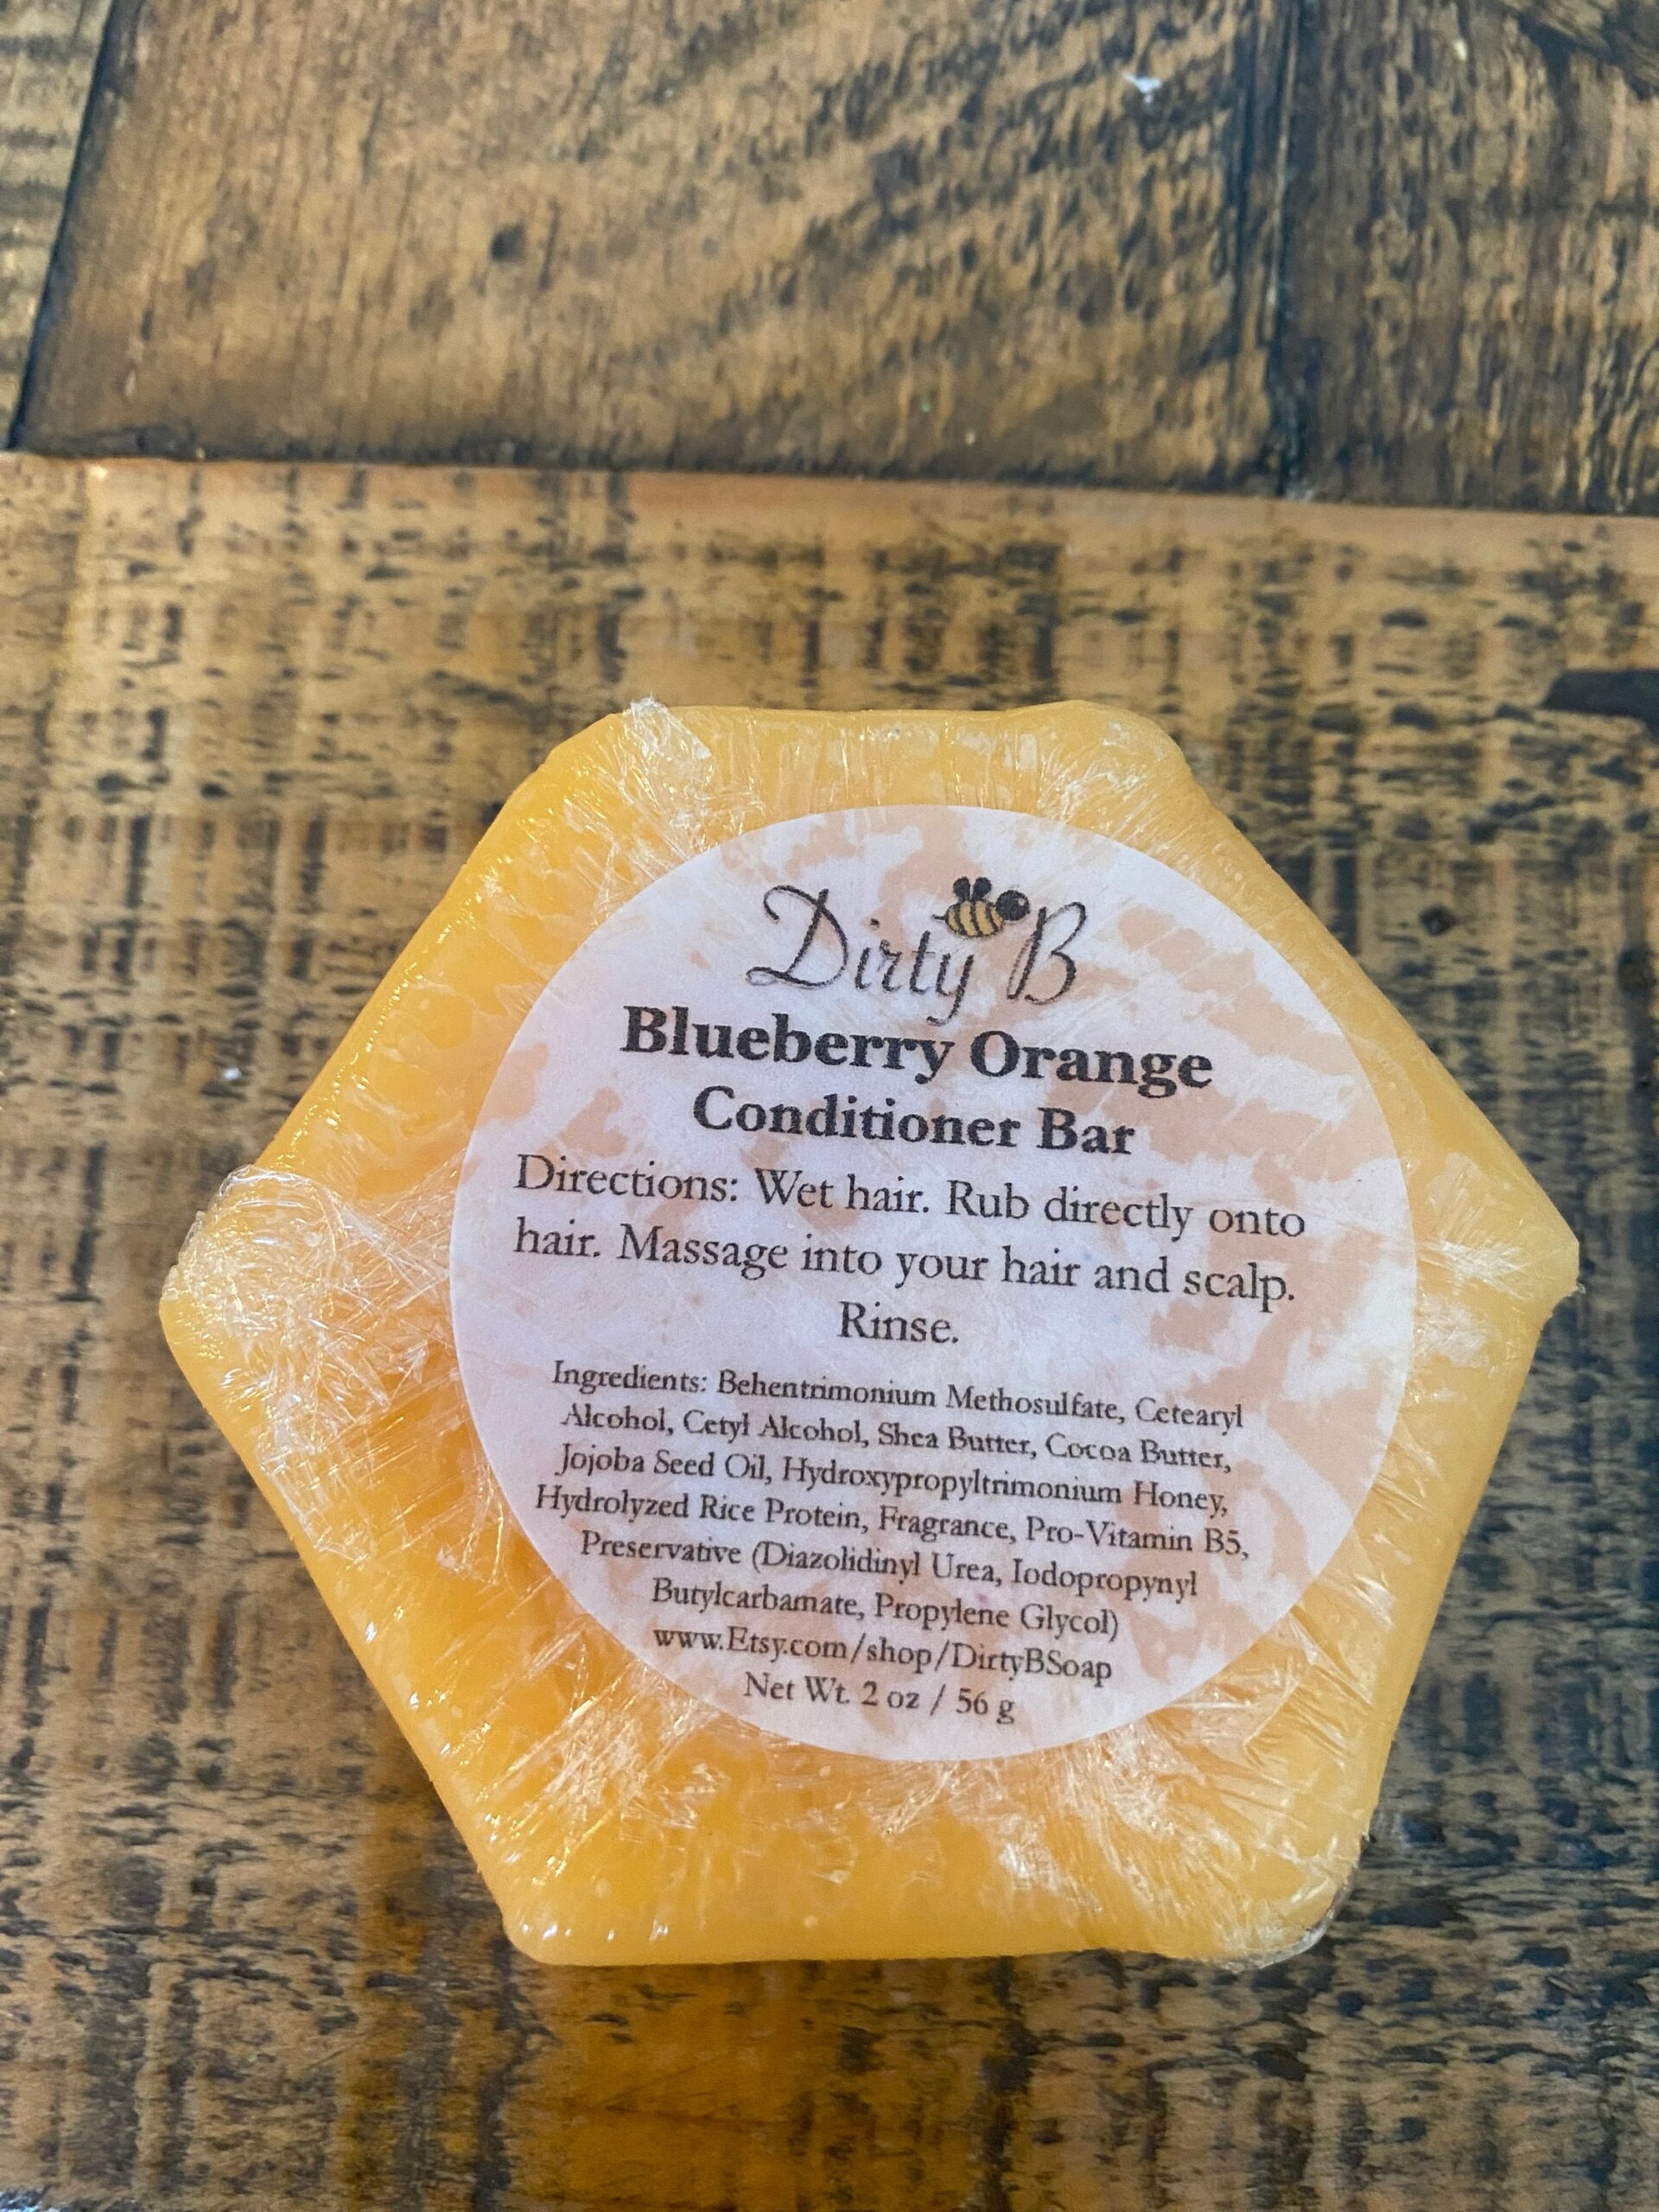 Dirty B
Blueberry Orange
Conditioner Bar
Directions: Wet hair. Rub directly onto
hair. Massage into your hair and scalp.
Rinse.
Ingredients: Behentrimonium Methosulfate, Cetearyl
Alcohol, Cetyl Alcohol, Shea Butter, Cocoa Butter,
Jojoba Seed Oil, Hydroxypropyltrimonium Honey,
Hydrolyzed Rice Protein, Fragrance, Pro-Vitamin B5,
Preservative (Diazolidinyl Urea, Iodopropynyl
Butylcarbamate, Propylene Glycol)
www.Etsy.com/shop/DirtyBSoap
Net Wt. 2 oz / 56 g